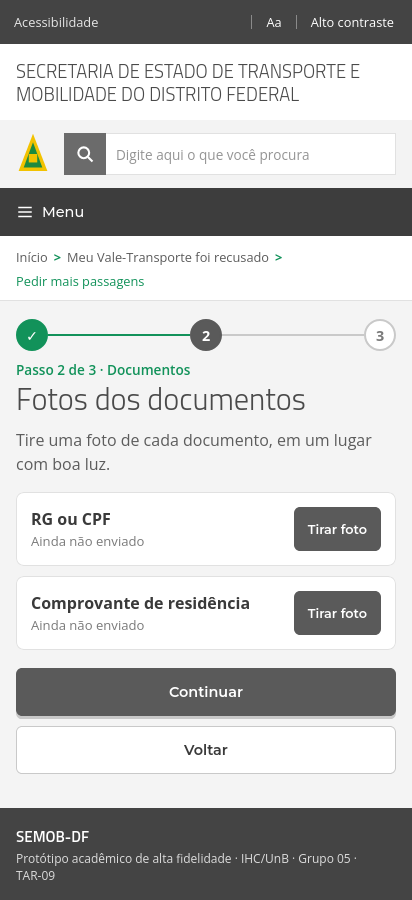 Acessibilidade
Aa
Alto contraste
SECRETARIA DE ESTADO DE TRANSPORTE E
MOBILIDADE DO DISTRITO FEDERAL
Digite aqui o que você procura
Menu
Início > Meu Vale-Transporte foi recusado >
Pedir mais passagens
✓ 2 3
Passo 2 de 3 · Documentos
Fotos dos documentos
Tire uma foto de cada documento, em um lugar
com boa luz.
RG ou CPF
Ainda não enviado
Tirar foto
Comprovante de residência
Ainda não enviado
Tirar foto
Continuar
Voltar
SEMOB-DF
Protótipo acadêmico de alta fidelidade · IHC/UnB · Grupo 05 ·
TAR-09